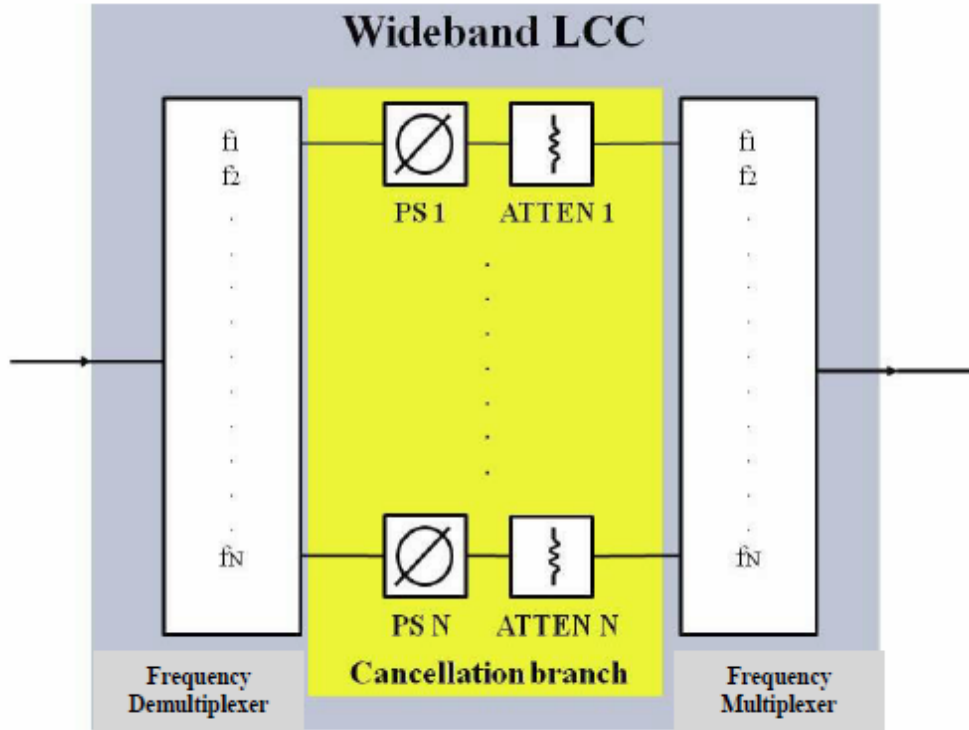 Wideband LCC
f1
f2
fN
PS 1
ATTEN 1
PS N
ATTEN N
Cancellation branch
f1
f2
fN
Frequency
Demultiplexer
Frequency
Multiplexer